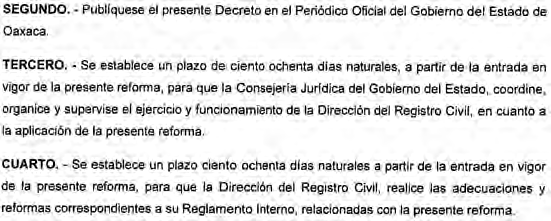 SEGUNDO. - Publíquese el presente Decreto en el Periódico Oficial del Gobierno del Estado de
Oaxaca.
TERCERO. - Se establece un plazo de ciento ochenta días naturales, a partir de la entrada en
vigor de la presente reforma, para que la Consejería Jurídica del Gobierno del Estado, coordine,
organice y supervise el ejercicio y funcionamiento de la Dirección del Registro Civil, en cuanto a
la aplicación de la presente reforma.
CUARTO. - Se establece un plazo ciento ochenta días naturales a partir de la entrada en vigor
de la presente reforma, para que la Dirección del Registro Civil, realice las adecuaciones y
reformas correspondientes a su Reglamento Interno, relacionadas con la presente reforma.